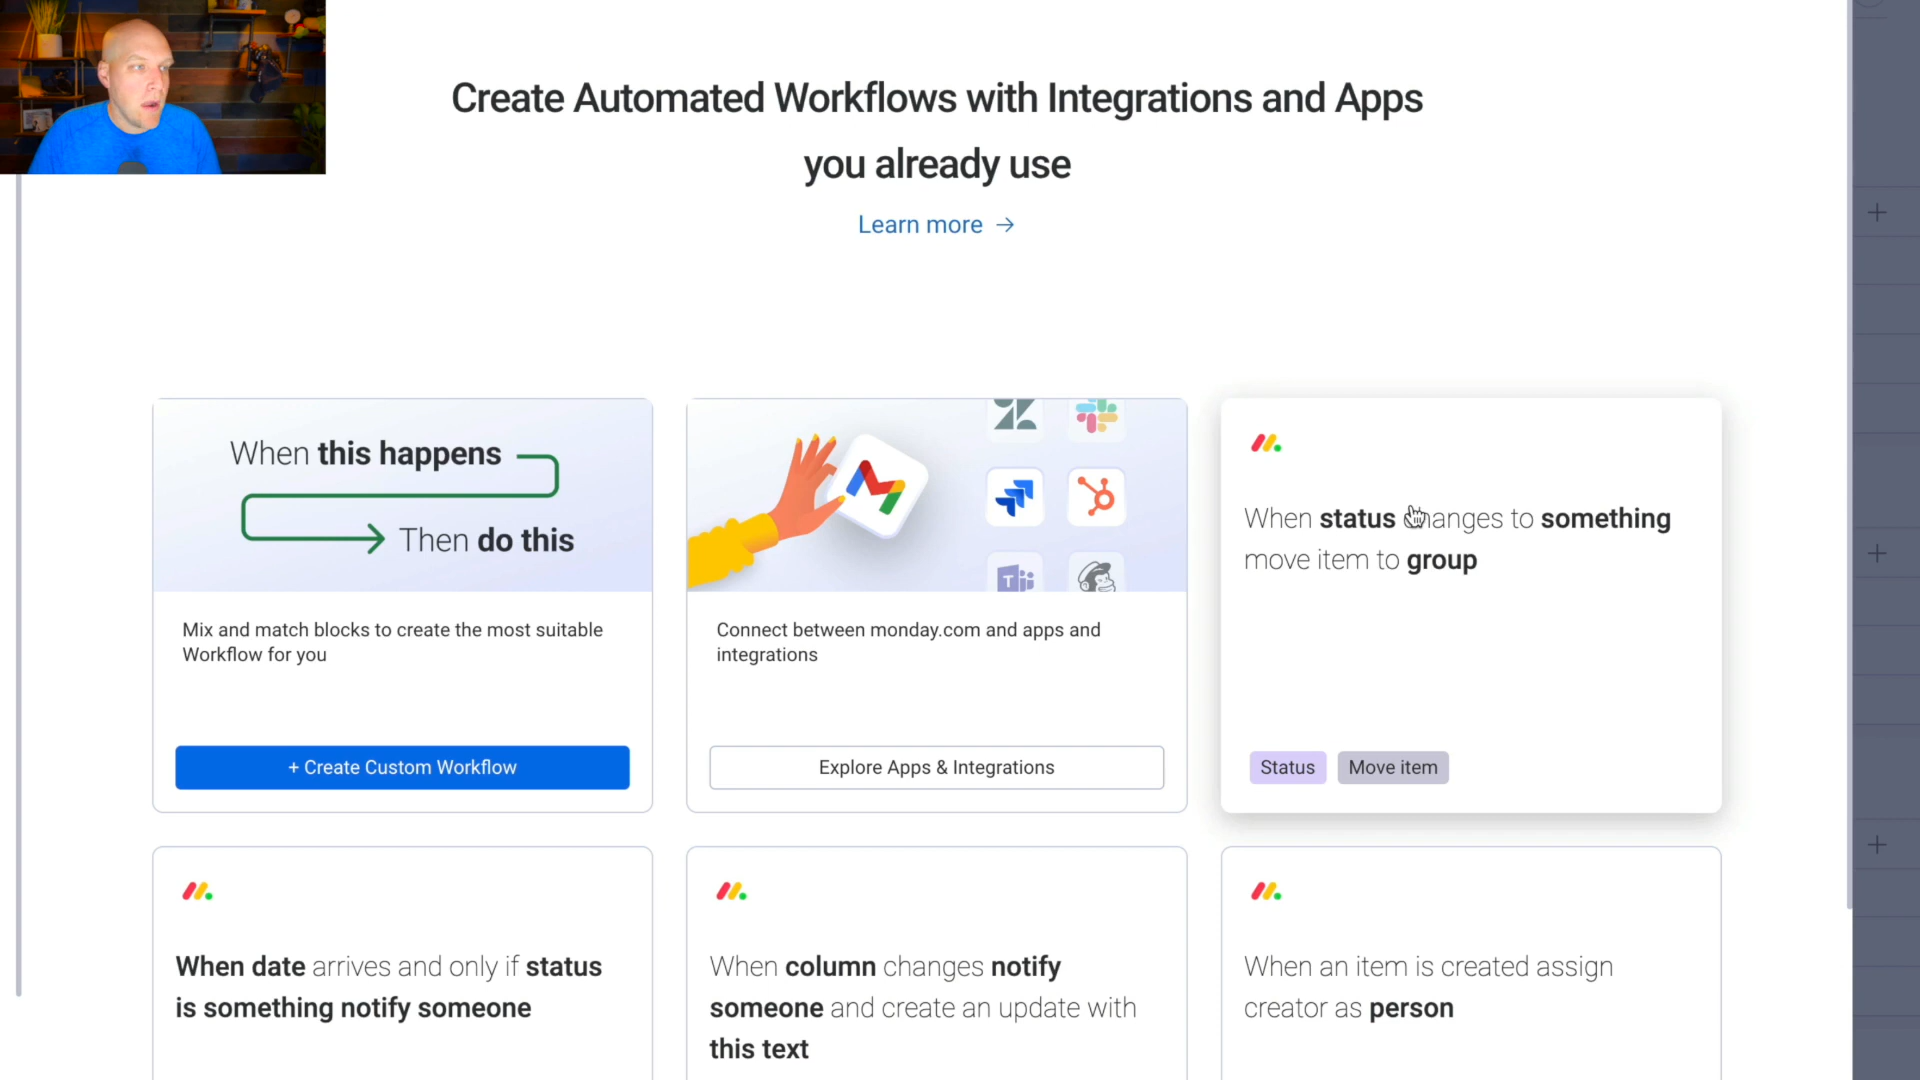 Create Automated Workflows with Integrations and Apps
you already use
Learn more →
When this happens
Then do this
Mix and match blocks to create the most suitable
Workflow for you
+ Create Custom Workflow
Connect between monday.com and apps and
integrations
Explore Apps & Integrations
When status changes to something
move item to group
Status
Move item
When date arrives and only if status
is something notify someone
When column changes notify
someone and create an update with
this text
When an item is created assign
creator as person